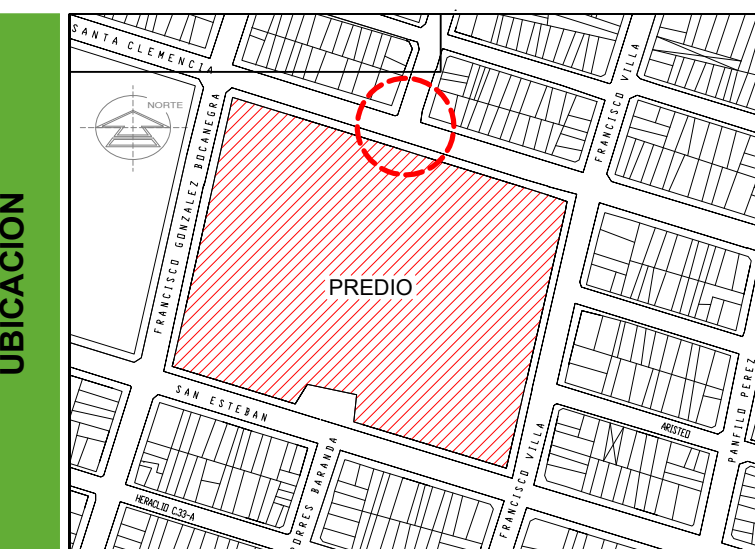 UBICACION
SANTA CLEMENCIA
NORTE
FRANCISCO VILLA
FRANCISCO GONZALEZ BOCANEGRA
PREDIO
SAN ESTEBAN
FRANCISCO VILLA
ARISTEO
PANFILO PEREZ
HERACLIO C.33-A
TORRES BARANDA